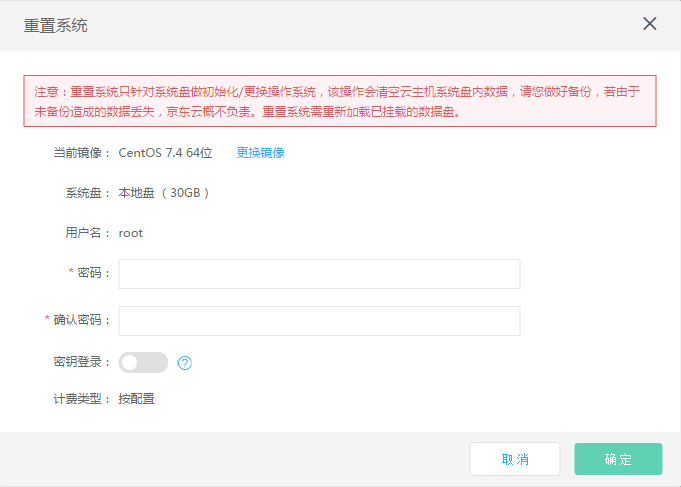 重置系统
注意：重置系统只针对系统盘做初始化/更换操作系统，该操作会清空云主机系统盘内数据，请您做好备份，若由于
未备份造成的数据丢失，京东云概不负责。重置系统需重新加载已挂载的数据盘。
当前镜像： CentOS 7.4 64位 更换镜像
系统盘： 本地盘（ 30GB ）
用户名： root
* 密码：
* 确认密码：
密钥登录： ?
计费类型： 按配置
取消 确定